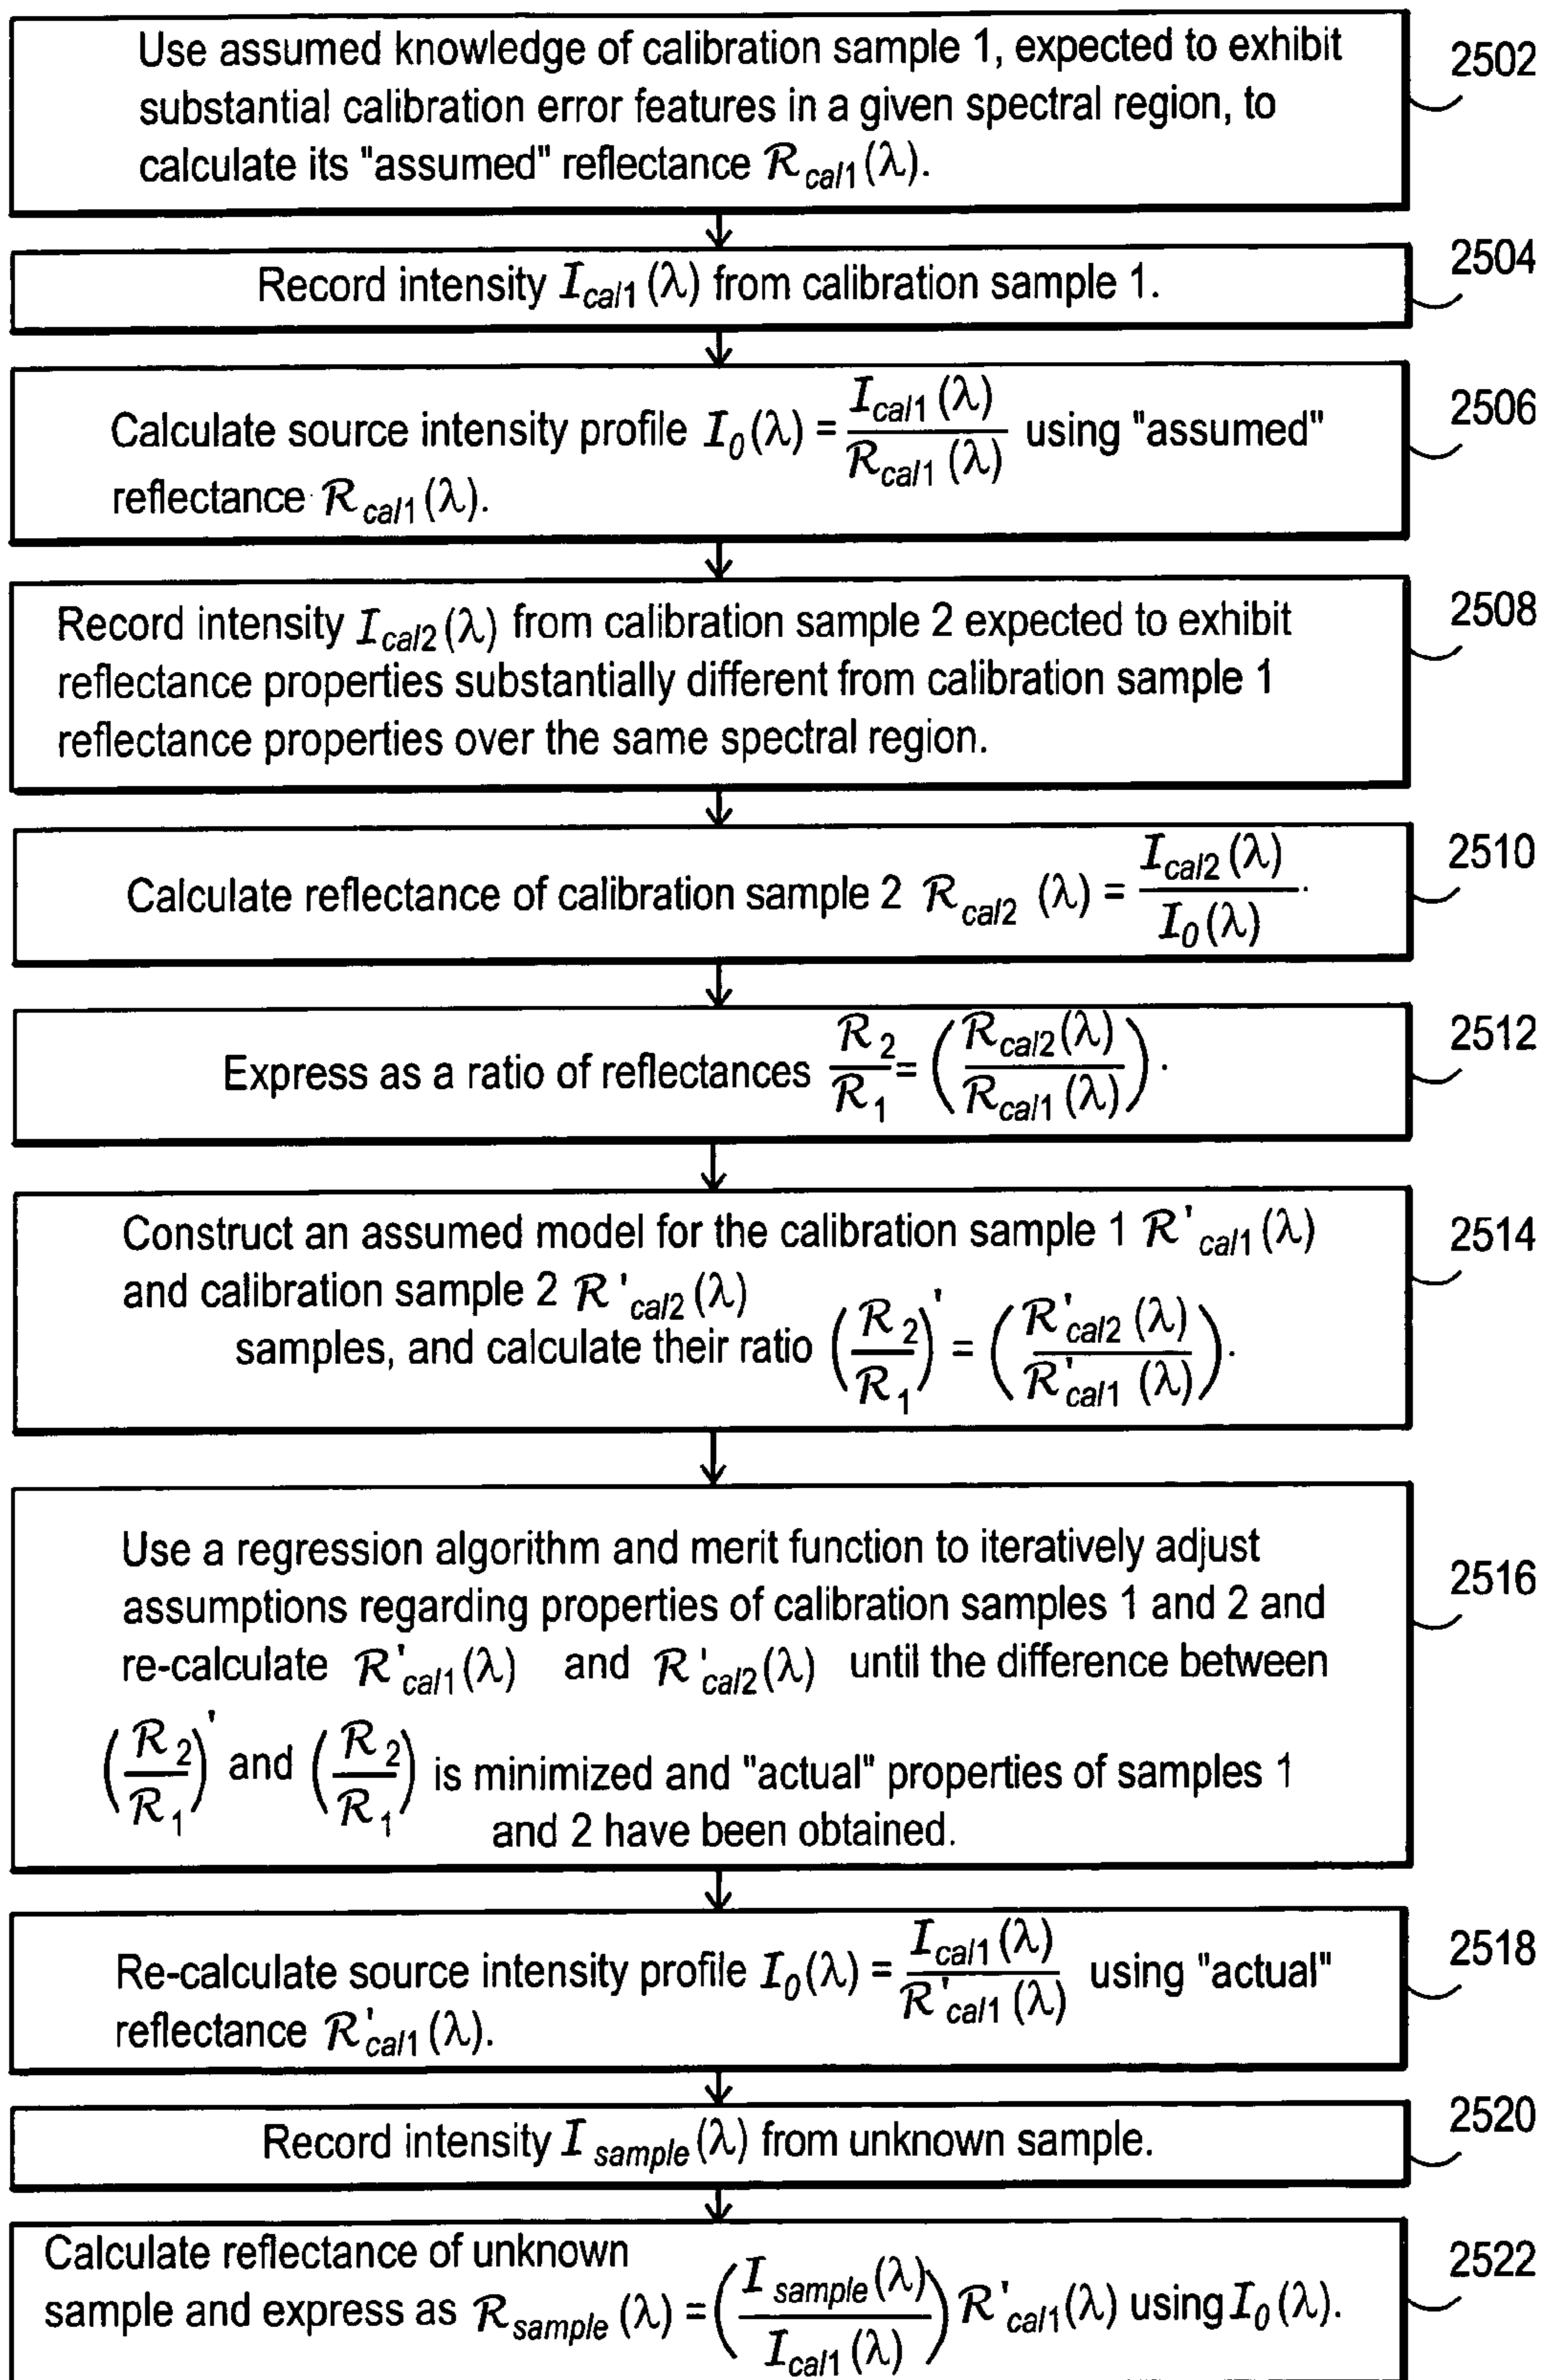 Use assumed knowledge of calibration sample 1, expected to exhibit
substantial calibration error features in a given spectral region, to
calculate its "assumed" reflectance ℛcal1(λ).
2502
Record intensity Ical1(λ) from calibration sample 1.
2504
Calculate source intensity profile I0(λ) = Ical1(λ) / ℛcal1(λ) using "assumed"
reflectance ℛcal1(λ).
2506
Record intensity Ical2(λ) from calibration sample 2 expected to exhibit
reflectance properties substantially different from calibration sample 1
reflectance properties over the same spectral region.
2508
Calculate reflectance of calibration sample 2 ℛcal2 (λ) = Ical2(λ) / I0(λ).
2510
Express as a ratio of reflectances ℛ2 / ℛ1 = (ℛcal2(λ) / ℛcal1(λ)).
2512
Construct an assumed model for the calibration sample 1 ℛ'cal1(λ)
and calibration sample 2 ℛ'cal2(λ)
samples, and calculate their ratio (ℛ2 / ℛ1)' = (ℛ'cal2(λ) / ℛ'cal1(λ)).
2514
Use a regression algorithm and merit function to iteratively adjust
assumptions regarding properties of calibration samples 1 and 2 and
re-calculate ℛ'cal1(λ) and ℛ'cal2(λ) until the difference between
(ℛ2 / ℛ1)' and (ℛ2 / ℛ1) is minimized and "actual" properties of samples 1
and 2 have been obtained.
2516
Re-calculate source intensity profile I0(λ) = Ical1(λ) / ℛ'cal1(λ) using "actual"
reflectance ℛ'cal1(λ).
2518
Record intensity Isample(λ) from unknown sample.
2520
Calculate reflectance of unknown
sample and express as ℛsample(λ) = (Isample(λ) / Ical1(λ)) ℛ'cal1(λ) using I0(λ).
2522